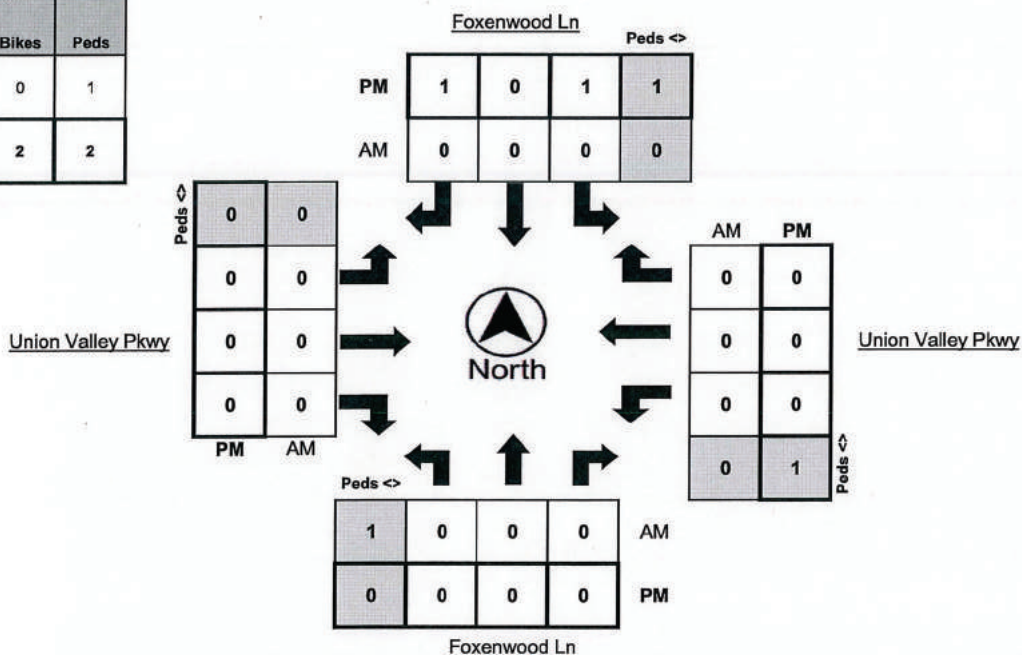 Bikes Peds
0 1
2 2
Foxenwood Ln
Peds <>
PM 1 0 1 1
AM 0 0 0 0
Peds <>
0 0
0 0
0 0
0 0
PM AM
Union Valley Pkwy
North
AM PM
0 0
0 0
0 0
0 1
Peds <>
Union Valley Pkwy
Peds <>
1 0 0 0 AM
0 0 0 0 PM
Foxenwood Ln